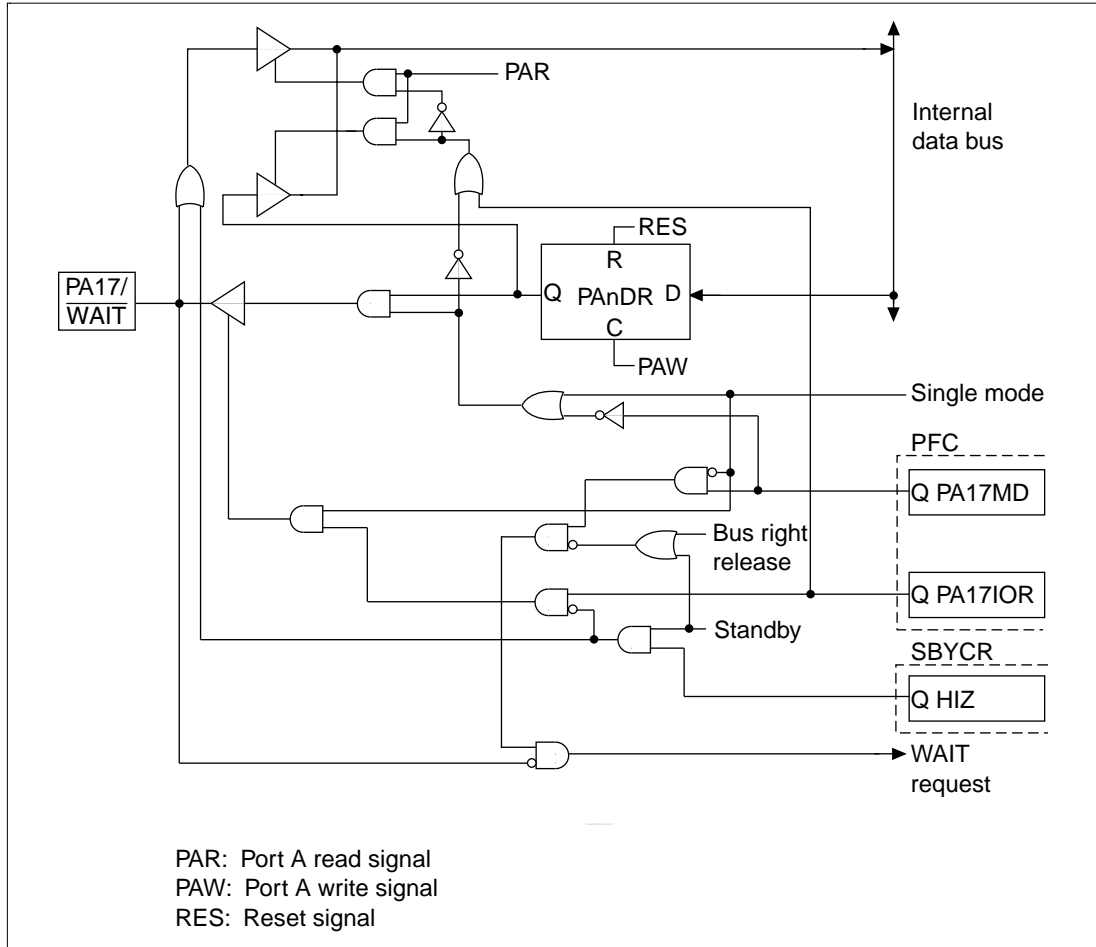 PAR
Internal
data bus
RES
R
PA17/
WAIT
Q PAnDR D
C
PAW
Single mode
PFC
Q PA17MD
Bus right
release
Q PA17IOR
Standby
SBYCR
Q HIZ
WAIT
request
PAR: Port A read signal
PAW: Port A write signal
RES: Reset signal